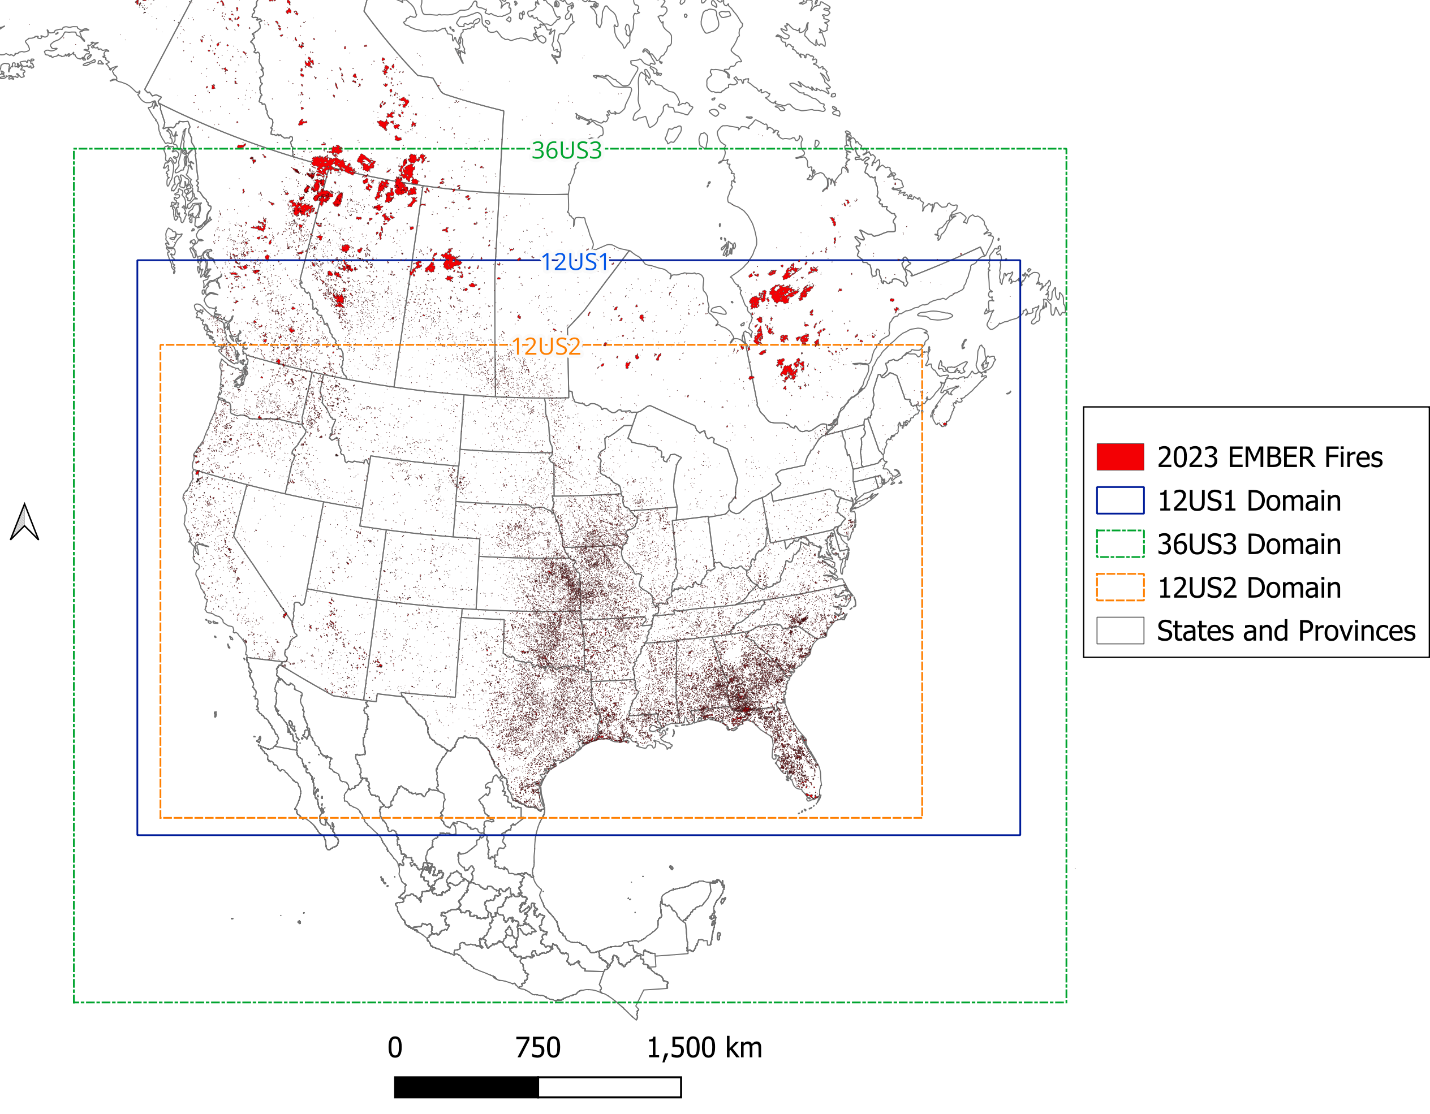 36US3
12US1
12US2
2023 EMBER Fires
12US1 Domain
36US3 Domain
12US2 Domain
States and Provinces
0 750 1,500 km